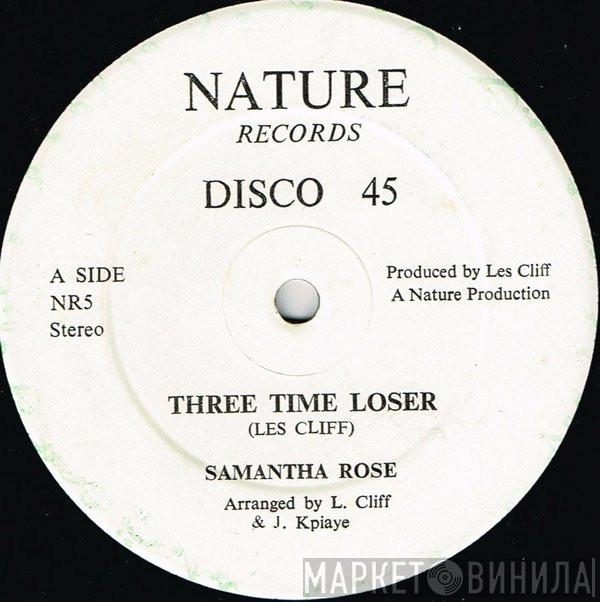 NATURE
RECORDS
DISCO 45
A SIDE
NR5
Stereo
Produced by Les Cliff
A Nature Production
THREE TIME LOSER
(LES CLIFF)
SAMANTHA ROSE
Arranged by L. Cliff
& J. Kpiaye
МАРКЕТ ВИНИЛА